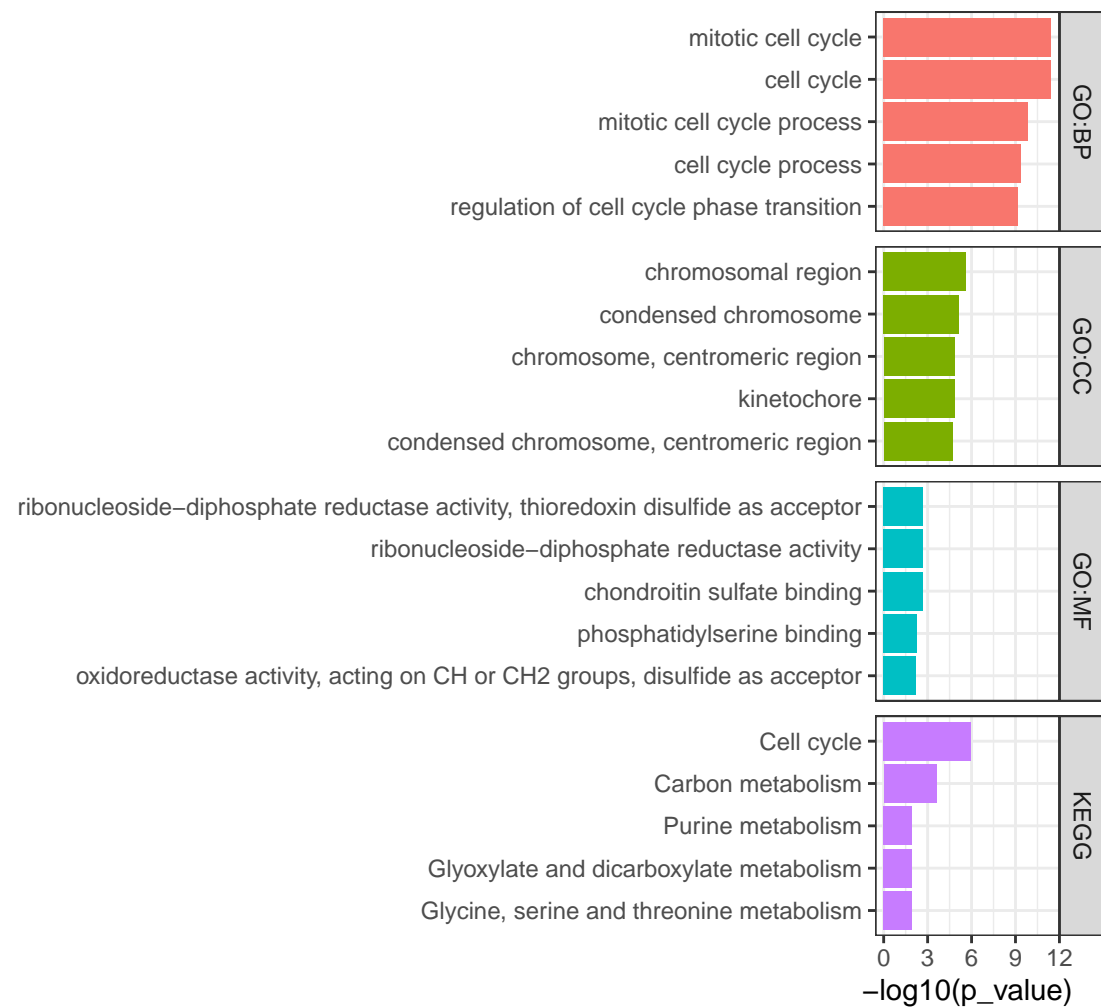 mitotic cell cycle
cell cycle
mitotic cell cycle process
cell cycle process
regulation of cell cycle phase transition
GO:BP
chromosomal region
condensed chromosome
chromosome, centromeric region
kinetochore
condensed chromosome, centromeric region
GO:CC
ribonucleoside−diphosphate reductase activity, thioredoxin disulfide as acceptor
ribonucleoside−diphosphate reductase activity
chondroitin sulfate binding
phosphatidylserine binding
oxidoreductase activity, acting on CH or CH2 groups, disulfide as acceptor
GO:MF
Cell cycle
Carbon metabolism
Purine metabolism
Glyoxylate and dicarboxylate metabolism
Glycine, serine and threonine metabolism
KEGG
0 3 6 9 12
−log10(p_value)